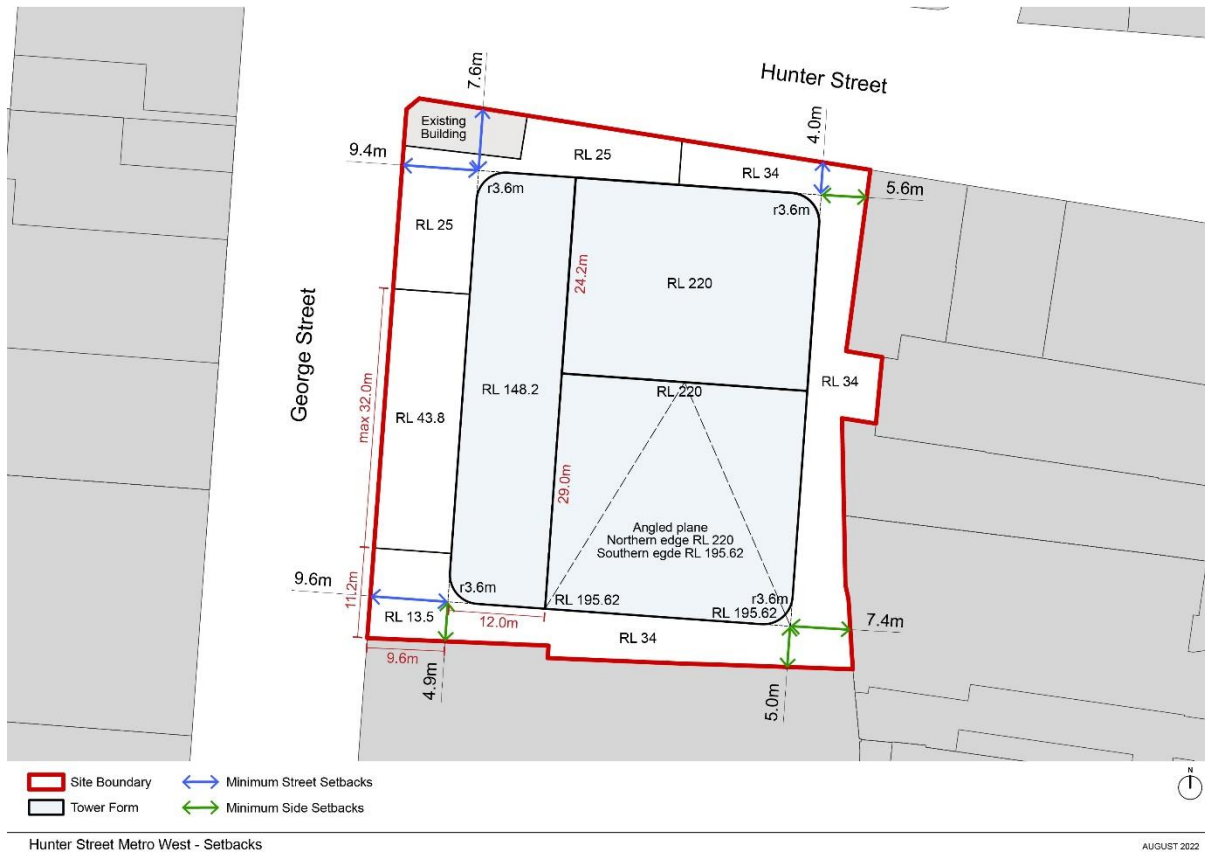 Hunter Street
7.6m
4.0m
Existing
Building
9.4m
RL 25
RL 34
5.6m
r3.6m
r3.6m
RL 25
24.2m
RL 220
George Street
max 32.0m
RL 148.2
RL 220
RL 34
RL 43.8
29.0m
Angled plane
Northern edge RL 220
Southern egde RL 195.62
9.6m
11.2m
r3.6m
RL 195.62
r3.6m
RL 195.62
7.4m
RL 13.5
12.0m
RL 34
9.6m
4.9m
5.0m
Site Boundary
Minimum Street Setbacks
Tower Form
Minimum Side Setbacks
N
Hunter Street Metro West - Setbacks
AUGUST 2022